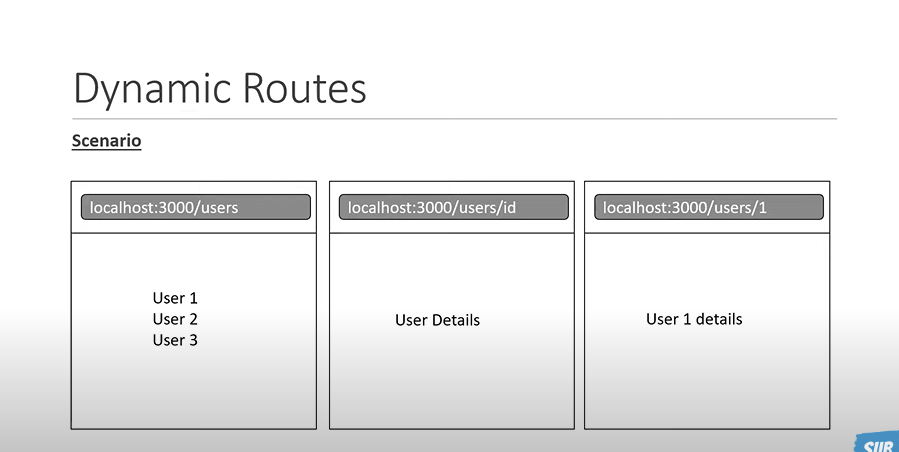 Dynamic Routes
Scenario
localhost:3000/users
localhost:3000/users/id
localhost:3000/users/1
User 1
User 2
User 3
User Details
User 1 details
SUB